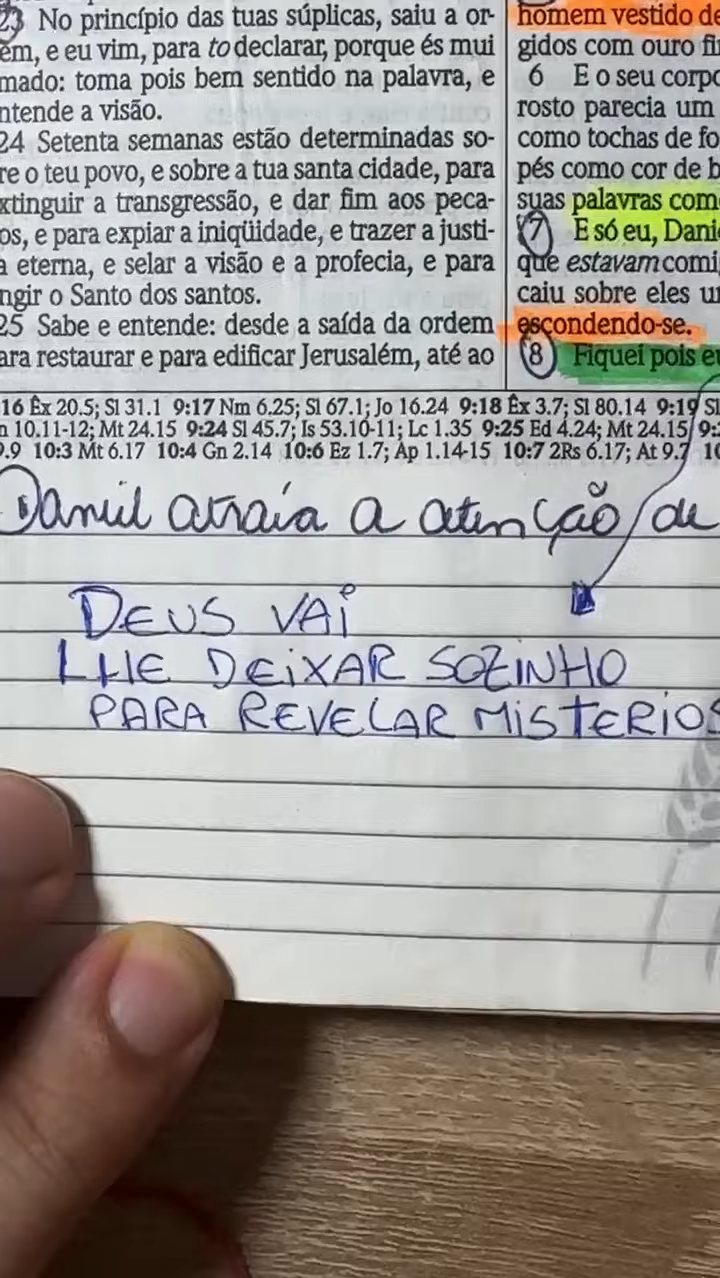 23 No princípio das tuas súplicas, saiu a or-
em, e eu vim, para to declarar, porque és mui
mado: toma pois bem sentido na palavra, e
ntende a visão.
24 Setenta semanas estão determinadas so-
re o teu povo, e sobre a tua santa cidade, para
xtinguir a transgressão, e dar fim aos peca-
os, e para expiar a iniqüidade, e trazer a justi-
a eterna, e selar a visão e a profecia, e para
ngir o Santo dos santos.
25 Sabe e entende: desde a saída da ordem
ara restaurar e para edificar Jerusalém, até ao
homem vestido de
gidos com ouro fi
6 E o seu corpo
rosto parecia um
como tochas de fo
pés como cor de b
suas palavras com
7 E só eu, Dani
que estavam comi
caiu sobre eles u
escondendo-se.
8 Fiquei pois eu
16 Êx 20.5; Sl 31.1 9:17 Nm 6.25; Sl 67.1; Jo 16.24 9:18 Êx 3.7; Sl 80.14 9:19 Sl
n 10.11-12; Mt 24.15 9:24 Sl 45.7; Is 53.10-11; Lc 1.35 9:25 Ed 4.24; Mt 24.15
9.9 10:3 Mt 6.17 10:4 Gn 2.14 10:6 Ez 1.7; Ap 1.14-15 10:7 2Rs 6.17; At 9.7
Daniel atraía a atenção de
DEUS VAI
LHE DEIXAR SOZINHO
PARA REVELAR MISTERIOS